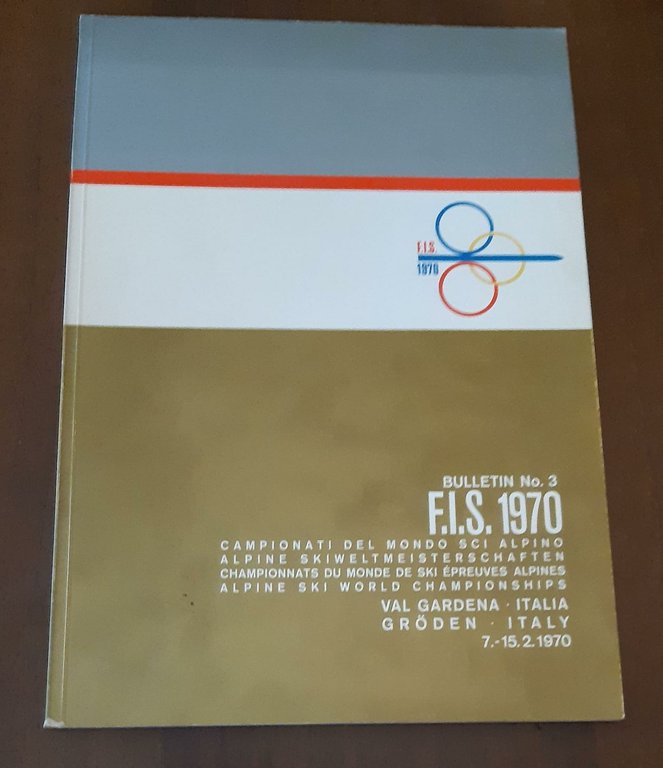 F.I.S.
1970
BULLETIN No. 3
F.I.S. 1970
CAMPIONATI DEL MONDO SCI ALPINO
ALPINE SKIWELTMEISTERSCHAFTEN
CHAMPIONNATS DU MONDE DE SKI ÉPREUVES ALPINES
ALPINE SKI WORLD CHAMPIONSHIPS
VAL GARDENA · ITALIA
GRÖDEN · ITALY
7.-15.2.1970